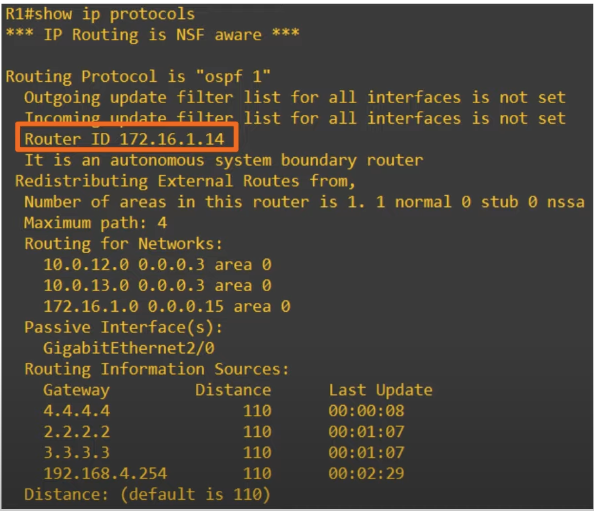 R1#show ip protocols
*** IP Routing is NSF aware ***
Routing Protocol is "ospf 1"
Outgoing update filter list for all interfaces is not set
Incoming update filter list for all interfaces is not set
Router ID 172.16.1.14
It is an autonomous system boundary router
Redistributing External Routes from,
Number of areas in this router is 1. 1 normal 0 stub 0 nssa
Maximum path: 4
Routing for Networks:
10.0.12.0 0.0.0.3 area 0
10.0.13.0 0.0.0.3 area 0
172.16.1.0 0.0.0.15 area 0
Passive Interface(s):
GigabitEthernet2/0
Routing Information Sources:
Gateway Distance Last Update
4.4.4.4 110 00:00:08
2.2.2.2 110 00:01:07
3.3.3.3 110 00:01:07
192.168.4.254 110 00:02:29
Distance: (default is 110)